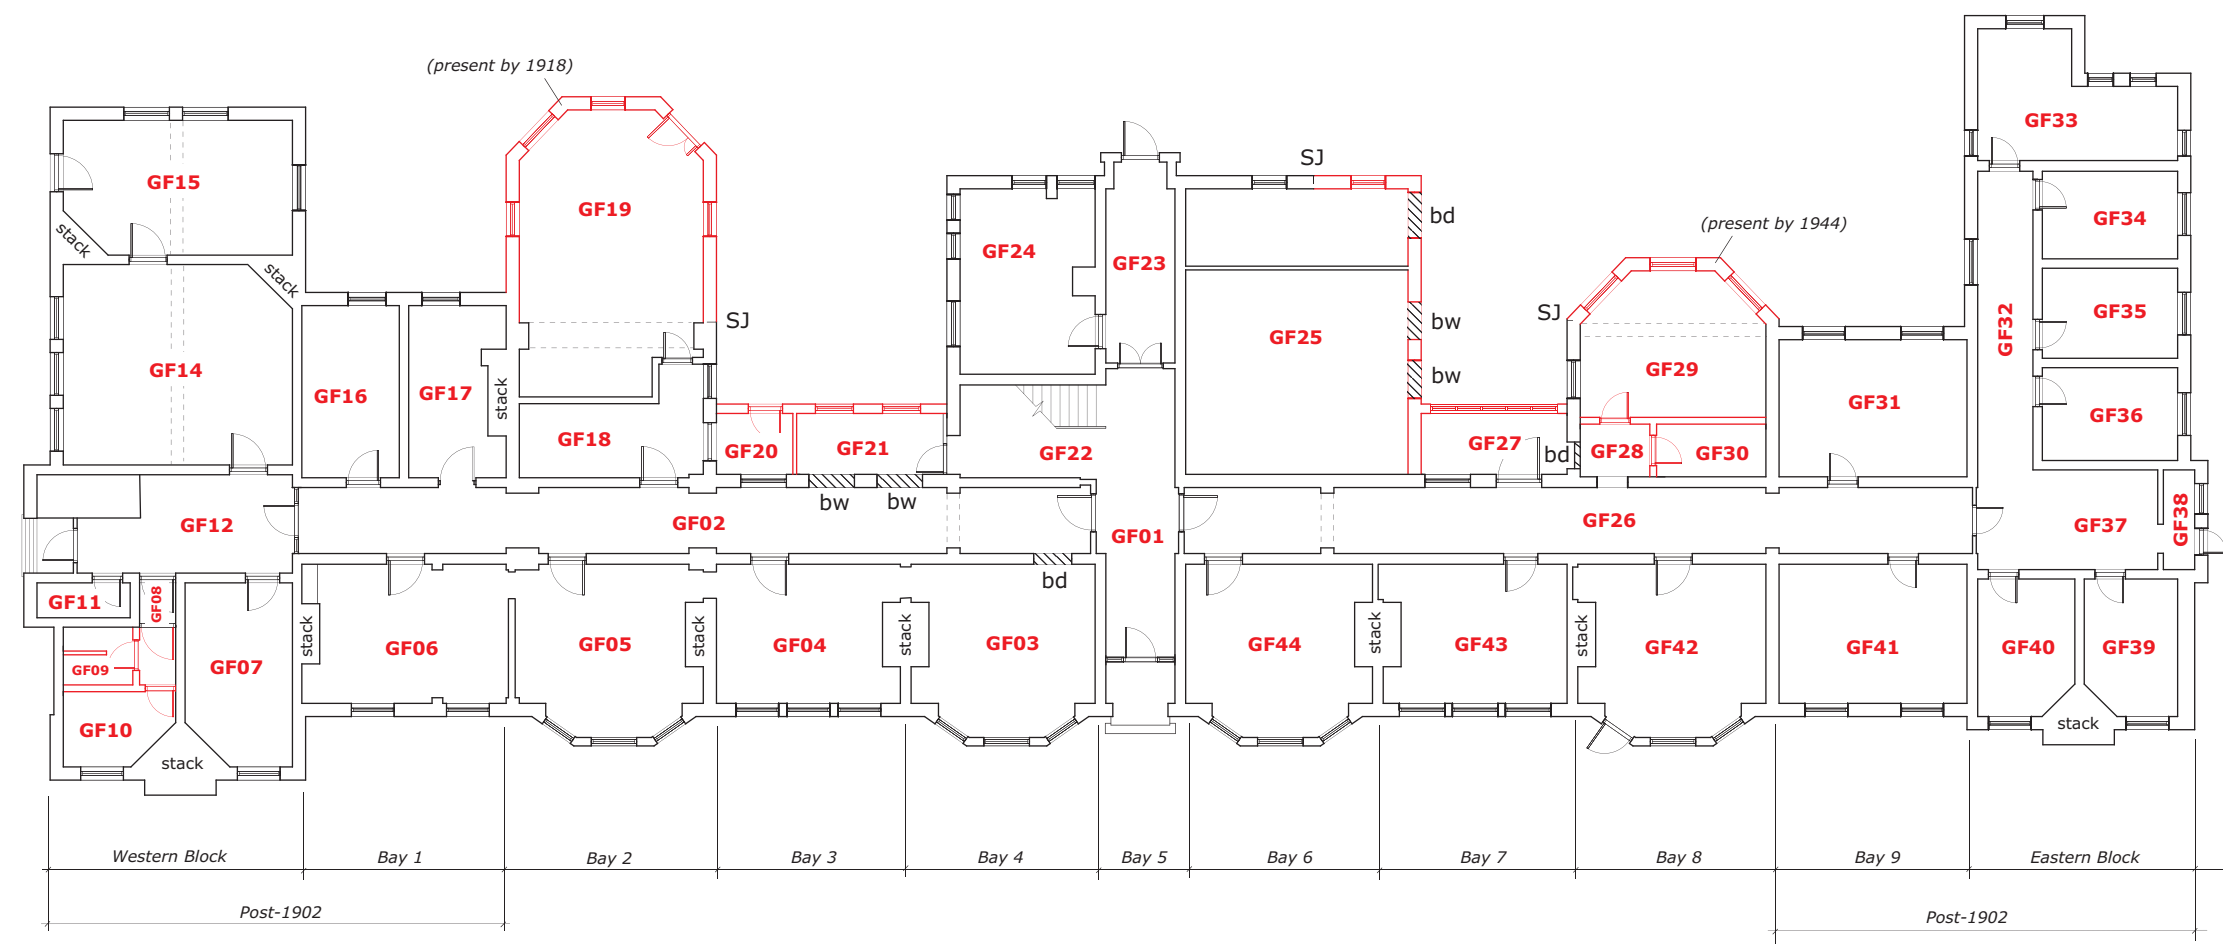 (present by 1918)
GF33
SJ
GF15
GF19
bd
GF34
(present by 1944)
stack
GF24
GF23
stack
GF35
SJ
bw
SJ
GF32
GF25
GF14
GF29
bw
GF16
GF17
stack
GF31
GF36
GF18
GF20
GF21
GF22
GF27
bd
GF28
GF30
bw
bw
GF12
GF02
GF01
GF26
GF37
GF38
bd
GF11
GF08
stack
GF06
GF05
stack
GF04
stack
GF03
GF44
stack
GF43
stack
GF42
GF41
GF40
GF39
GF09
GF07
GF10
stack
stack
Western Block
Bay 1
Bay 2
Bay 3
Bay 4
Bay 5
Bay 6
Bay 7
Bay 8
Bay 9
Eastern Block
Post-1902
Post-1902